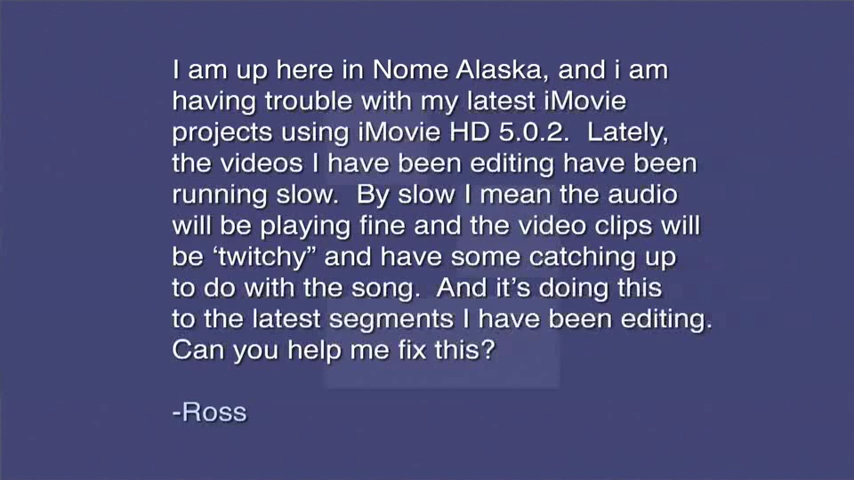 I am up here in Nome Alaska, and i am
having trouble with my latest iMovie
projects using iMovie HD 5.0.2.  Lately,
the videos I have been editing have been
running slow.  By slow I mean the audio
will be playing fine and the video clips will
be ‘twitchy” and have some catching up
to do with the song.  And it’s doing this
to the latest segments I have been editing.
Can you help me fix this?
-Ross